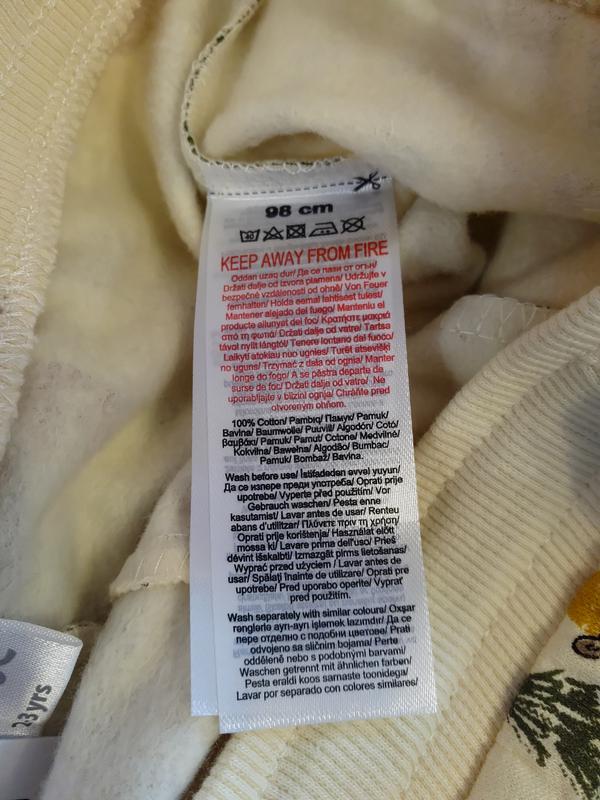 98 cm
KEEP AWAY FROM FIRE
Oddan uzaq dur/ Да се пази от огън/
Držati dalje od izvora plamena/ Udržujte v
bezpečné vzdálenosti od ohně/ Von Feuer
fernhalten/ Hoida eemal lahtisest tulest/
Mantener alejado del fuego/ Manteniu el
producte allunyat del foc/ Κρατήστε μακριά
από τη φωτιά/ Držati dalje od vatre/ Tartsa
távol nyílt lángtól/ Tenere lontano dal fuoco/
Laikyti atokiau nuo ugnies/ Turēt atsevišķi
no uguns/ Trzymać z dala od ognia/ Manter
longe do fogo/ A se păstra departe de
surse de foc/ Držati dalje od vatre/ Ne
uporabljajte v bližini ognja/ Chráňte pred
otvoreným ohňom.
100% Cotton/ Pambıq/ Памук/ Pamuk/
Bavlna/ Baumwolle/ Puuvill/ Algodón/ Cotó/
βαμβάκι/ Pamuk/ Pamut/ Cotone/ Medvilnė/
Kokvilna/ Bawełna/ Algodão/ Bumbac/
Pamuk/ Bombaž/ Bavlna.
Wash before use/ İstifadədən əvvəl yuyun/
Да се изпере преди употреба/ Oprati prije
upotrebe/ Vyperte před použitím/ Vor
Gebrauch waschen/ Pesta enne
kasutamist/ Lavar antes de usar/ Renteu
abans d'utilitzar/ Πλύνετε πριν τη χρήση/
Oprati prije korištenja/ Használat előtt
mossa ki/ Lavare prima dell'uso/ Prieš
dėvint išskalbti/ Izmazgāt pirms lietošanas/
Wyprać przed użyciem / Lavar antes de
usar/ Spălați înainte de utilizare/ Oprati pre
upotrebe/ Pred uporabo operite/ Vyprať
pred použitím.
Wash separately with similar colours/ Oxşar
rənglərlə ayrı-ayrı işləmək lazımdır/ Да се
пере отделно с подобни цветове/ Prati
odvojeno sa sličnim bojama/ Perte
odděleně nebo s podobnými barvami/
Waschen getrennt mit ähnlichen farben/
Pesta eraldi koos samaste toonidega/
Lavar por separado con colores similares/
2-3 yrs